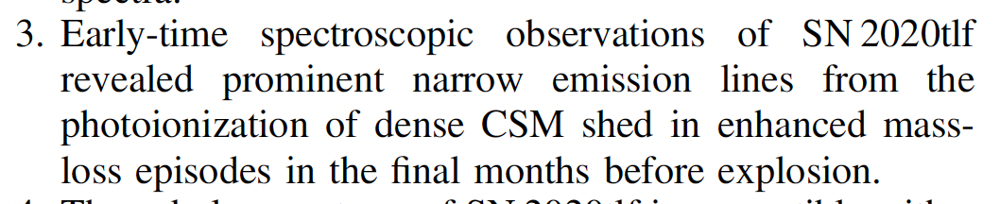 3. Early-time spectroscopic observations of SN 2020tlf
revealed prominent narrow emission lines from the
photoionization of dense CSM shed in enhanced mass-
loss episodes in the final months before explosion.